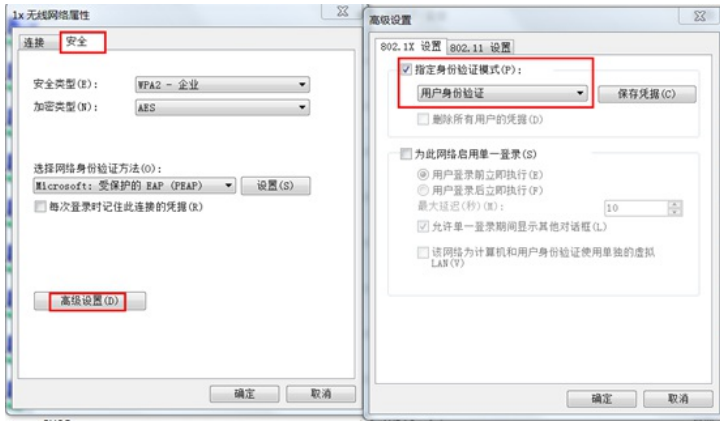 1x 无线网络属性
连接
安全
安全类型(E):
WPA2 - 企业
加密类型(N):
AES
选择网络身份验证方法(O):
Microsoft: 受保护的 EAP (PEAP)
设置(S)
每次登录时记住此连接的凭据(R)
高级设置(D)
确定
取消
高级设置
802.1X 设置
802.11 设置
指定身份验证模式(P):
用户身份验证
保存凭据(C)
删除所有用户的凭据(D)
为此网络启用单一登录(S)
用户登录前立即执行(E)
用户登录后立即执行(F)
最大延迟(秒)(M):
10
允许单一登录期间显示其他对话框(L)
该网络为计算机和用户身份验证使用单独的虚拟
LAN(V)
确定
取消